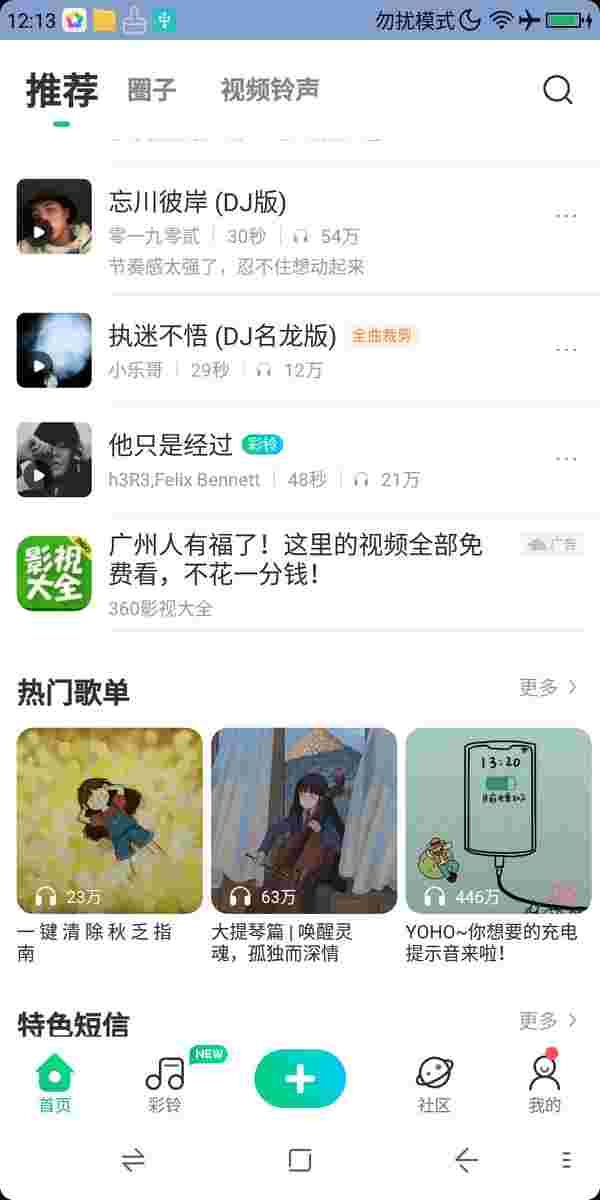 12:13 勿扰模式
推荐 圈子 视频铃声
忘川彼岸 (DJ版)
零一九零贰 30秒 54万
节奏感太强了，忍不住想动起来
执迷不悟 (DJ名龙版) 全曲裁剪
小乐哥 29秒 12万
他只是经过 彩铃
h3R3,Felix Bennett 48秒 21万
影视大全
广州人有福了！这里的视频全部免
费看，不花一分钱！
广告
360影视大全
热门歌单 更多
13:20
23万 63万 446万
一键清除秋乏指
南
大提琴篇 | 唤醒灵
魂，孤独而深情
YOHO~你想要的充电
提示音来啦！
特色短信 更多
NEW
首页 彩铃 社区 我的